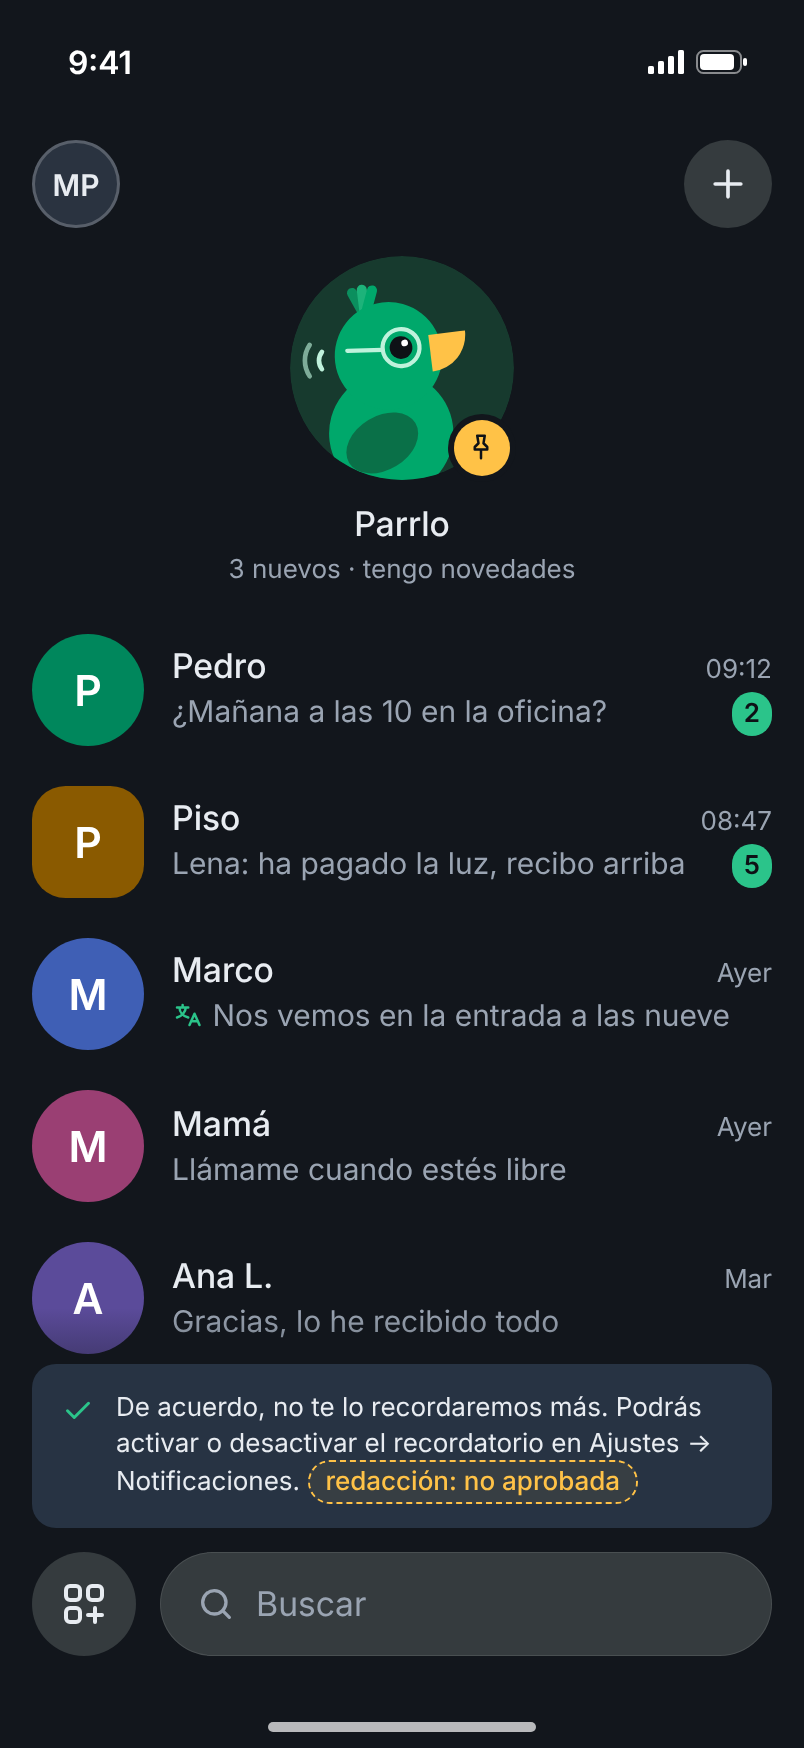 9:41
MP
Parrlo
3 nuevos · tengo novedades
P
Pedro
09:12
¿Mañana a las 10 en la oficina?
2
P
Piso
08:47
Lena: ha pagado la luz, recibo arriba
5
M
Marco
Ayer
Nos vemos en la entrada a las nueve
M
Mamá
Ayer
Llámame cuando estés libre
A
Ana L.
Mar
Gracias, lo he recibido todo
De acuerdo, no te lo recordaremos más. Podrás
activar o desactivar el recordatorio en Ajustes →
Notificaciones. redacción: no aprobada
Buscar